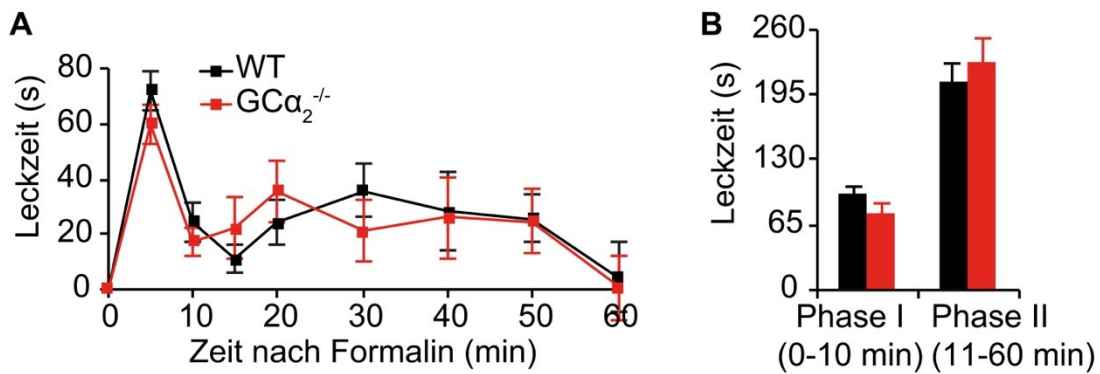 A
Leckzeit (s)
80
60
40
20
0
WT
GCα₂⁻/⁻
0 10 20 30 40 50 60
Zeit nach Formalin (min)
B
Leckzeit (s)
260
195
130
65
0
Phase I Phase II
(0-10 min) (11-60 min)